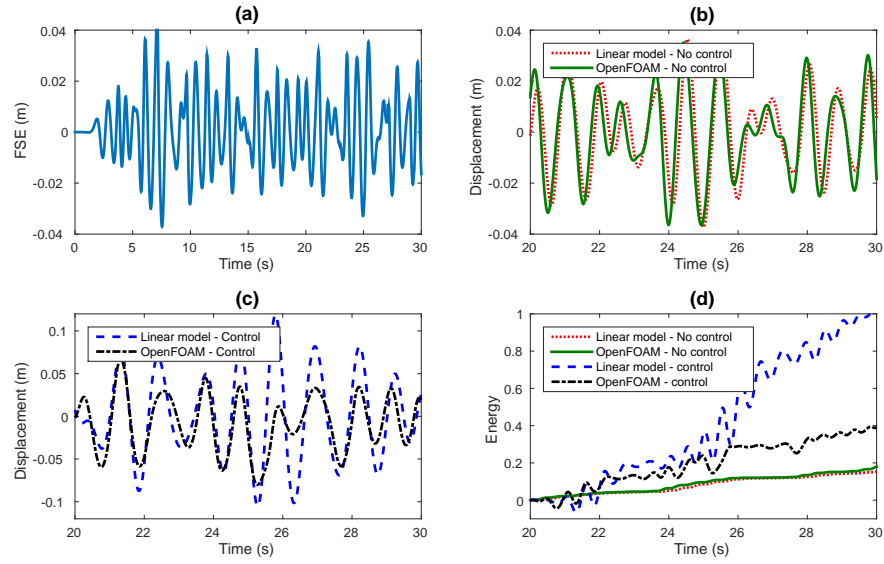 (a)
0.04
0.02
0
-0.02
-0.04
FSE (m)
0 5 10 15 20 25 30
Time (s)
(b)
0.04
0.02
0
-0.02
-0.04
Displacement (m)
Linear model - No control
OpenFOAM - No control
20 22 24 26 28 30
Time (s)
(c)
0.1
0.05
0
-0.05
-0.1
Displacement (m)
Linear model - Control
OpenFOAM - Control
20 22 24 26 28 30
Time (s)
(d)
1
0.8
0.6
0.4
0.2
0
Energy
Linear model - No control
OpenFOAM - No control
Linear model - control
OpenFOAM - control
20 22 24 26 28 30
Time (s)